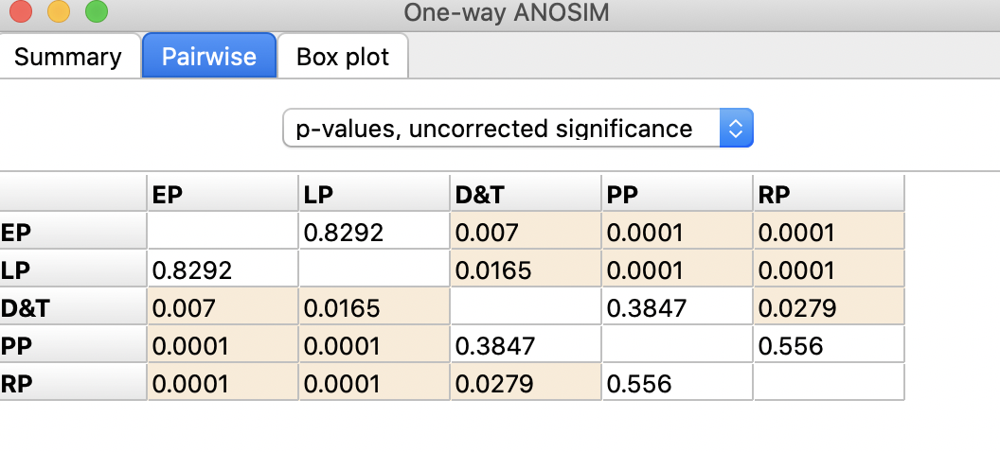 One-way ANOSIM
Summary Pairwise Box plot
p-values, uncorrected significance
EP LP D&T PP RP
EP 0.8292 0.007 0.0001 0.0001
LP 0.8292 0.0165 0.0001 0.0001
D&T 0.007 0.0165 0.3847 0.0279
PP 0.0001 0.0001 0.3847 0.556
RP 0.0001 0.0001 0.0279 0.556